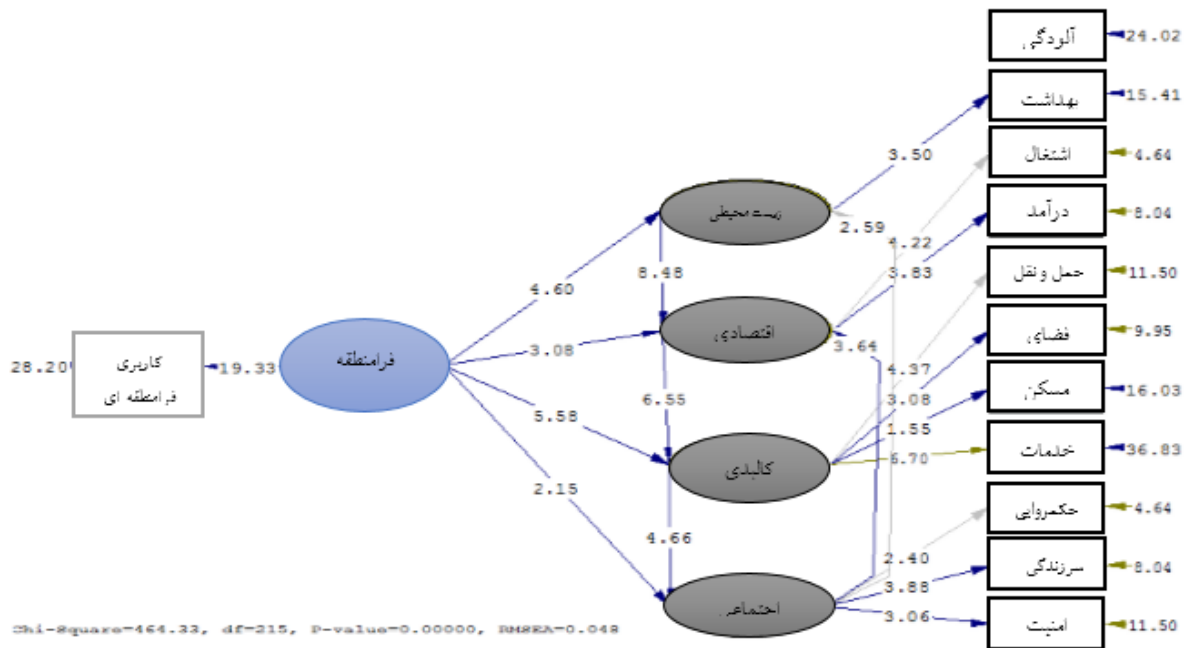 آلودگی
24.02
بهداشت
15.41
3.50
اشتغال
4.64
زیست محیطی
درآمد
8.04
2.59
4.22
3.83
8.48
حمل و نقل
11.50
4.60
اقتصادی
فضای
9.95
3.64
3.08
فرامنطقه
28.20
کاربری
فرامنطقه ای
19.33
4.37
3.08
مسکن
16.03
6.55
1.55
5.58
کالبدی
خدمات
36.83
6.70
2.15
حکمروایی
4.64
4.66
2.40
سرزندگی
8.04
3.88
اجتماعی
3.06
امنیت
11.50
Chi-Square=464.33, df=215, P-value=0.00000, RMSEA=0.048